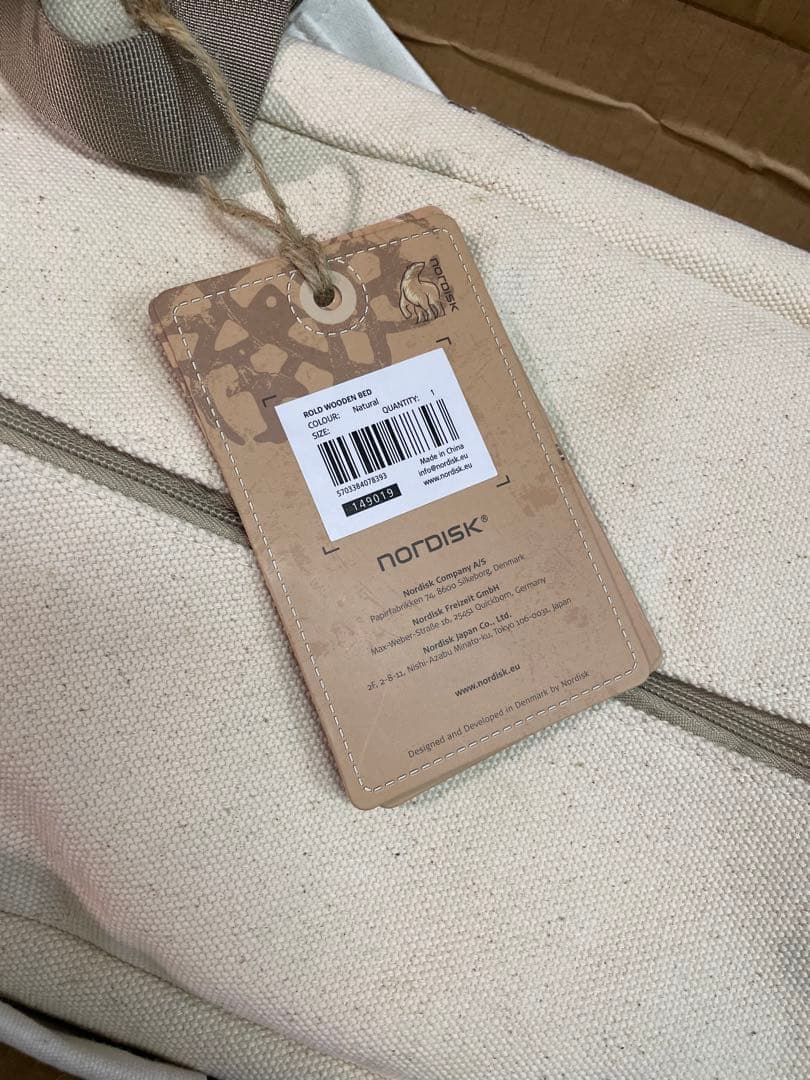 nordisk
ROLD WOODEN BED
COLOUR: Natural
SIZE: QUANTITY: 1
5703384078393
Made in China
info@nordisk.eu
www.nordisk.eu
149019
nordisk®
Nordisk Company A/S
Papirfabrikken 74, 8600 Silkeborg, Denmark
Nordisk Freizeit GmbH
Max-Weber-Straße 16, 25451 Quickborn, Germany
Nordisk Japan Co., Ltd.
2F, 2-8-11, Nishi-Azabu Minato-ku, Tokyo 106-0031, Japan
www.nordisk.eu
Designed and Developed in Denmark by Nordisk